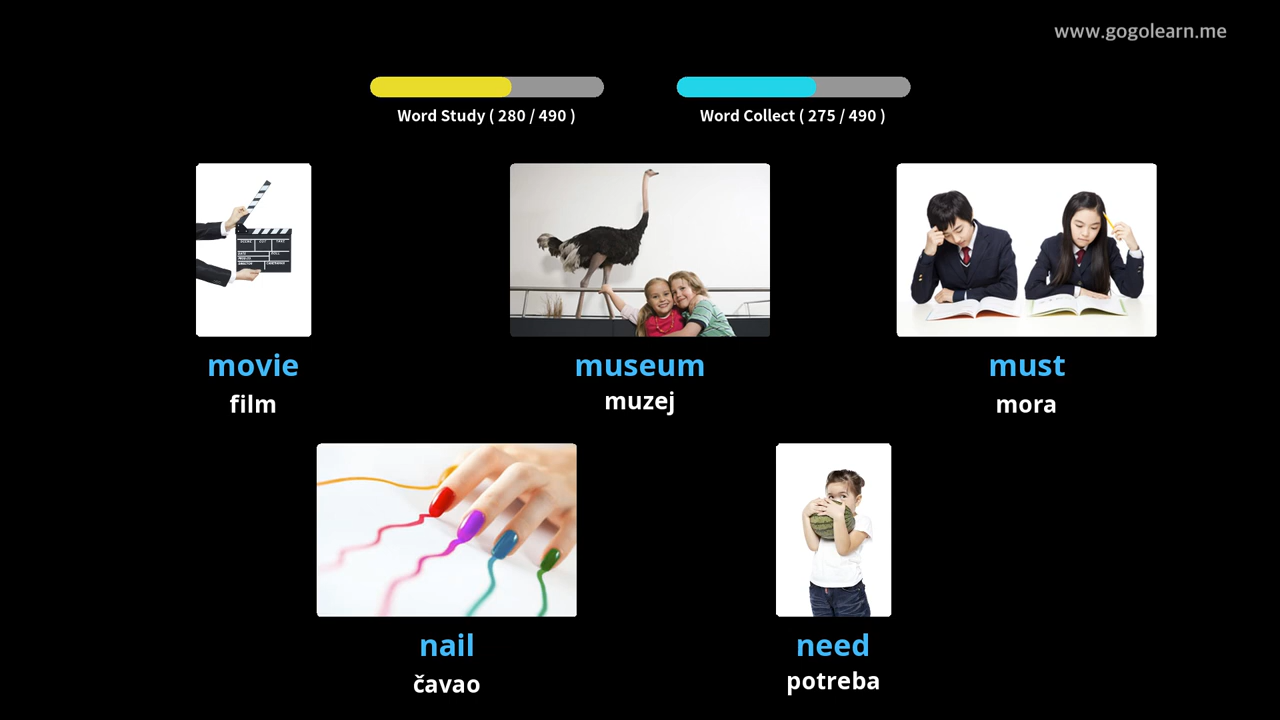 www.gogolearn.me
Word Study ( 280 / 490 )
Word Collect ( 275 / 490 )
movie
film
museum
muzej
must
mora
nail
čavao
need
potreba